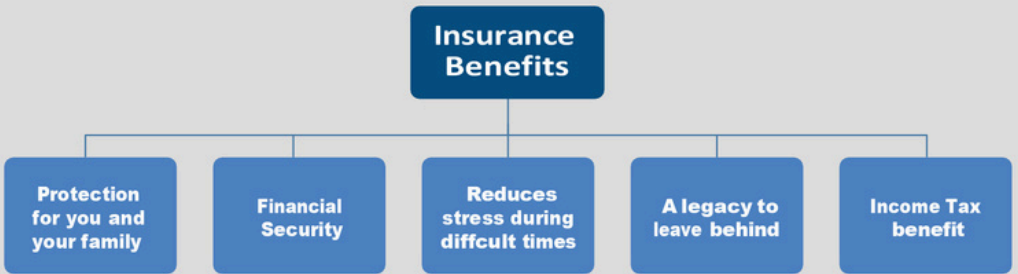 Insurance
Benefits
Protection
for you and
your family
Financial
Security
Reduces
stress during
diffcult times
A legacy to
leave behind
Income Tax
benefit